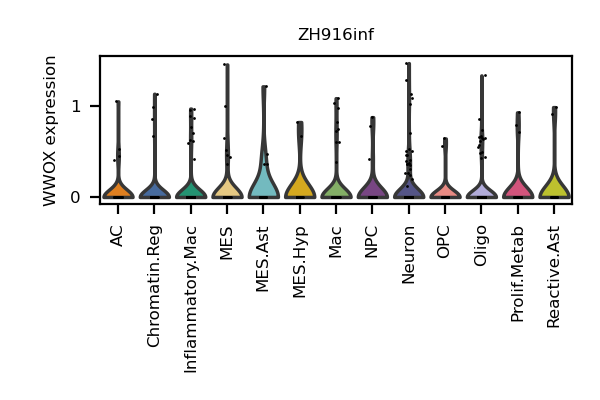 ZH916inf
WWOX expression
1
0
AC
Chromatin.Reg
Inflammatory.Mac
MES
MES.Ast
MES.Hyp
Mac
NPC
Neuron
OPC
Oligo
Prolif.Metab
Reactive.Ast